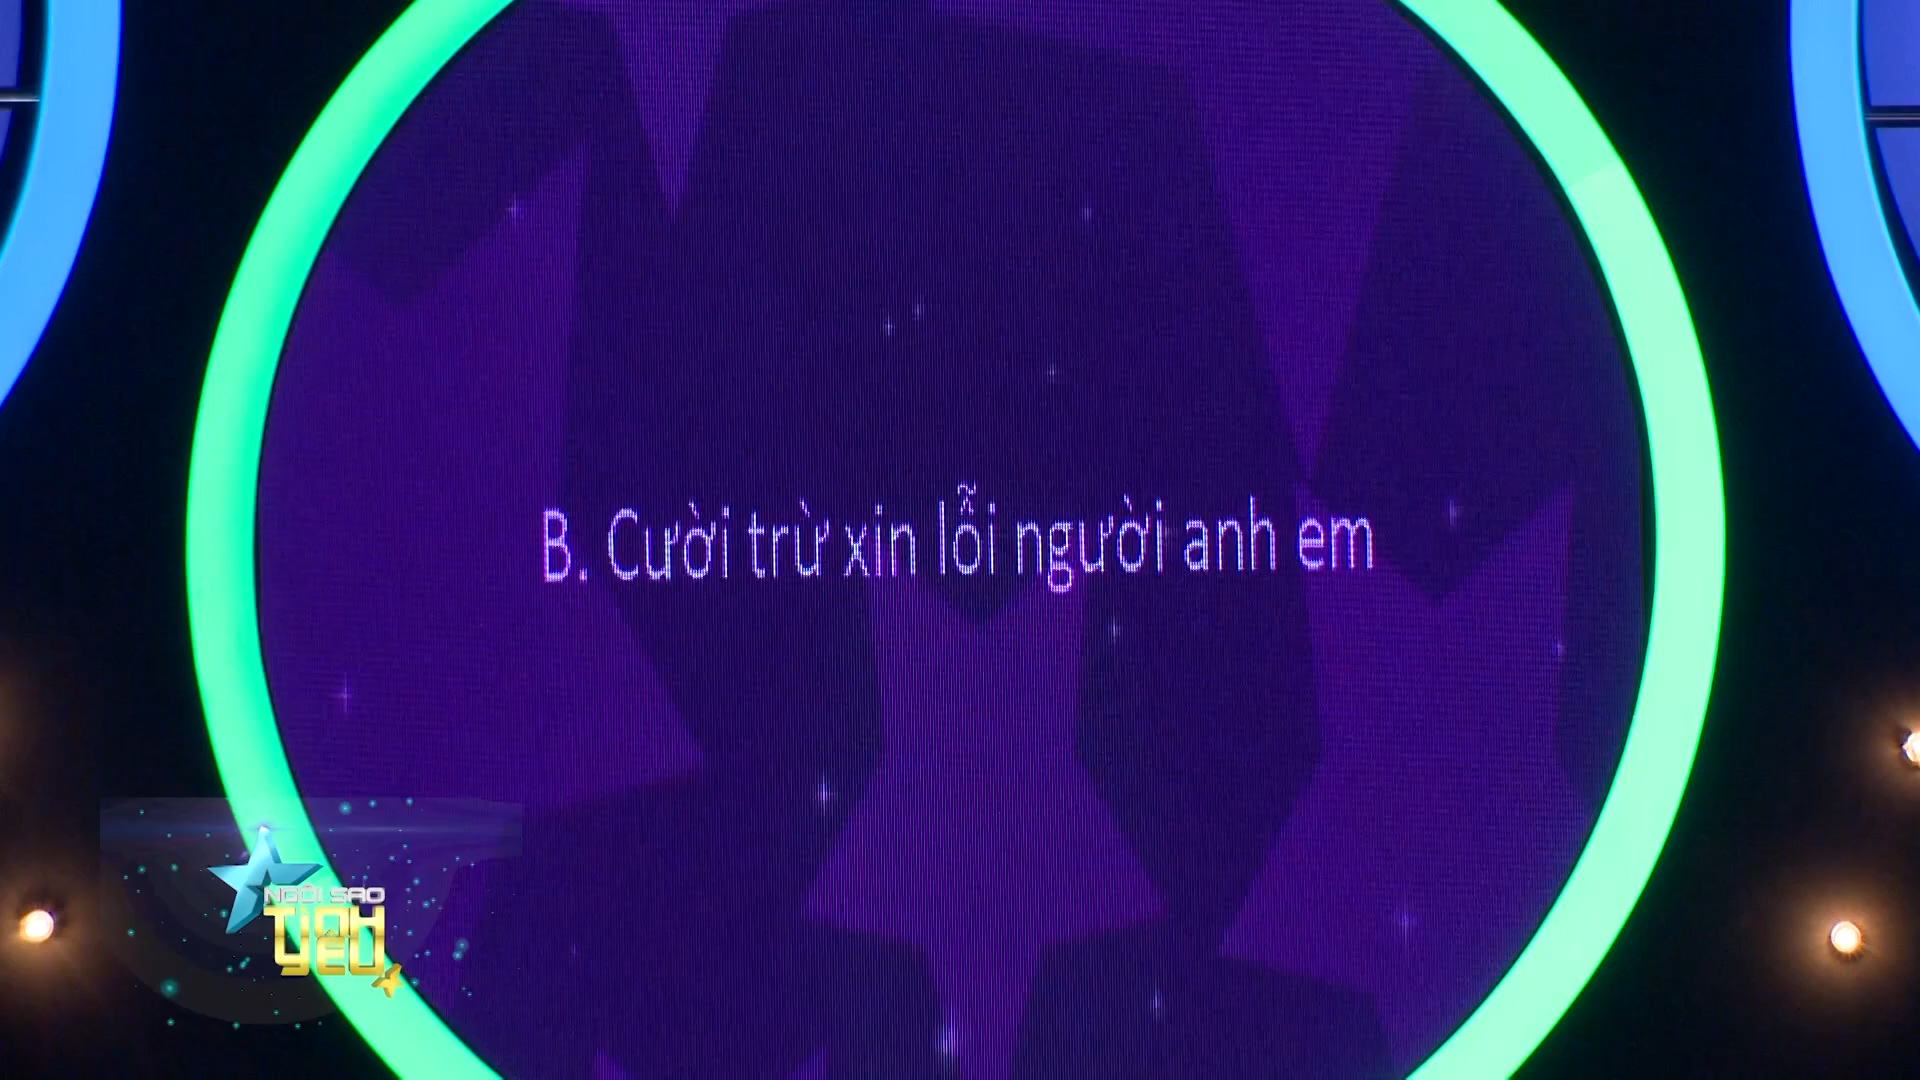 B. Cười trừ xin lỗi người anh em
NGÔI SAO
TÌNH
YÊU